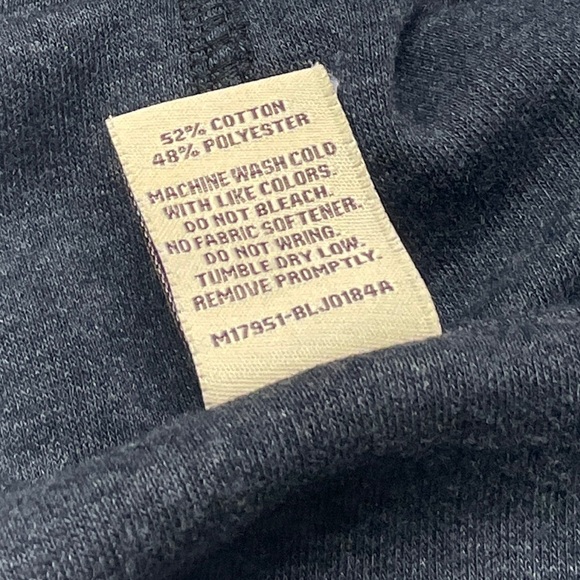 52% COTTON
48% POLYESTER
MACHINE WASH COLD
WITH LIKE COLORS.
DO NOT BLEACH.
NO FABRIC SOFTENER.
DO NOT WRING.
TUMBLE DRY LOW.
REMOVE PROMPTLY.
M17951-BLJ0184A